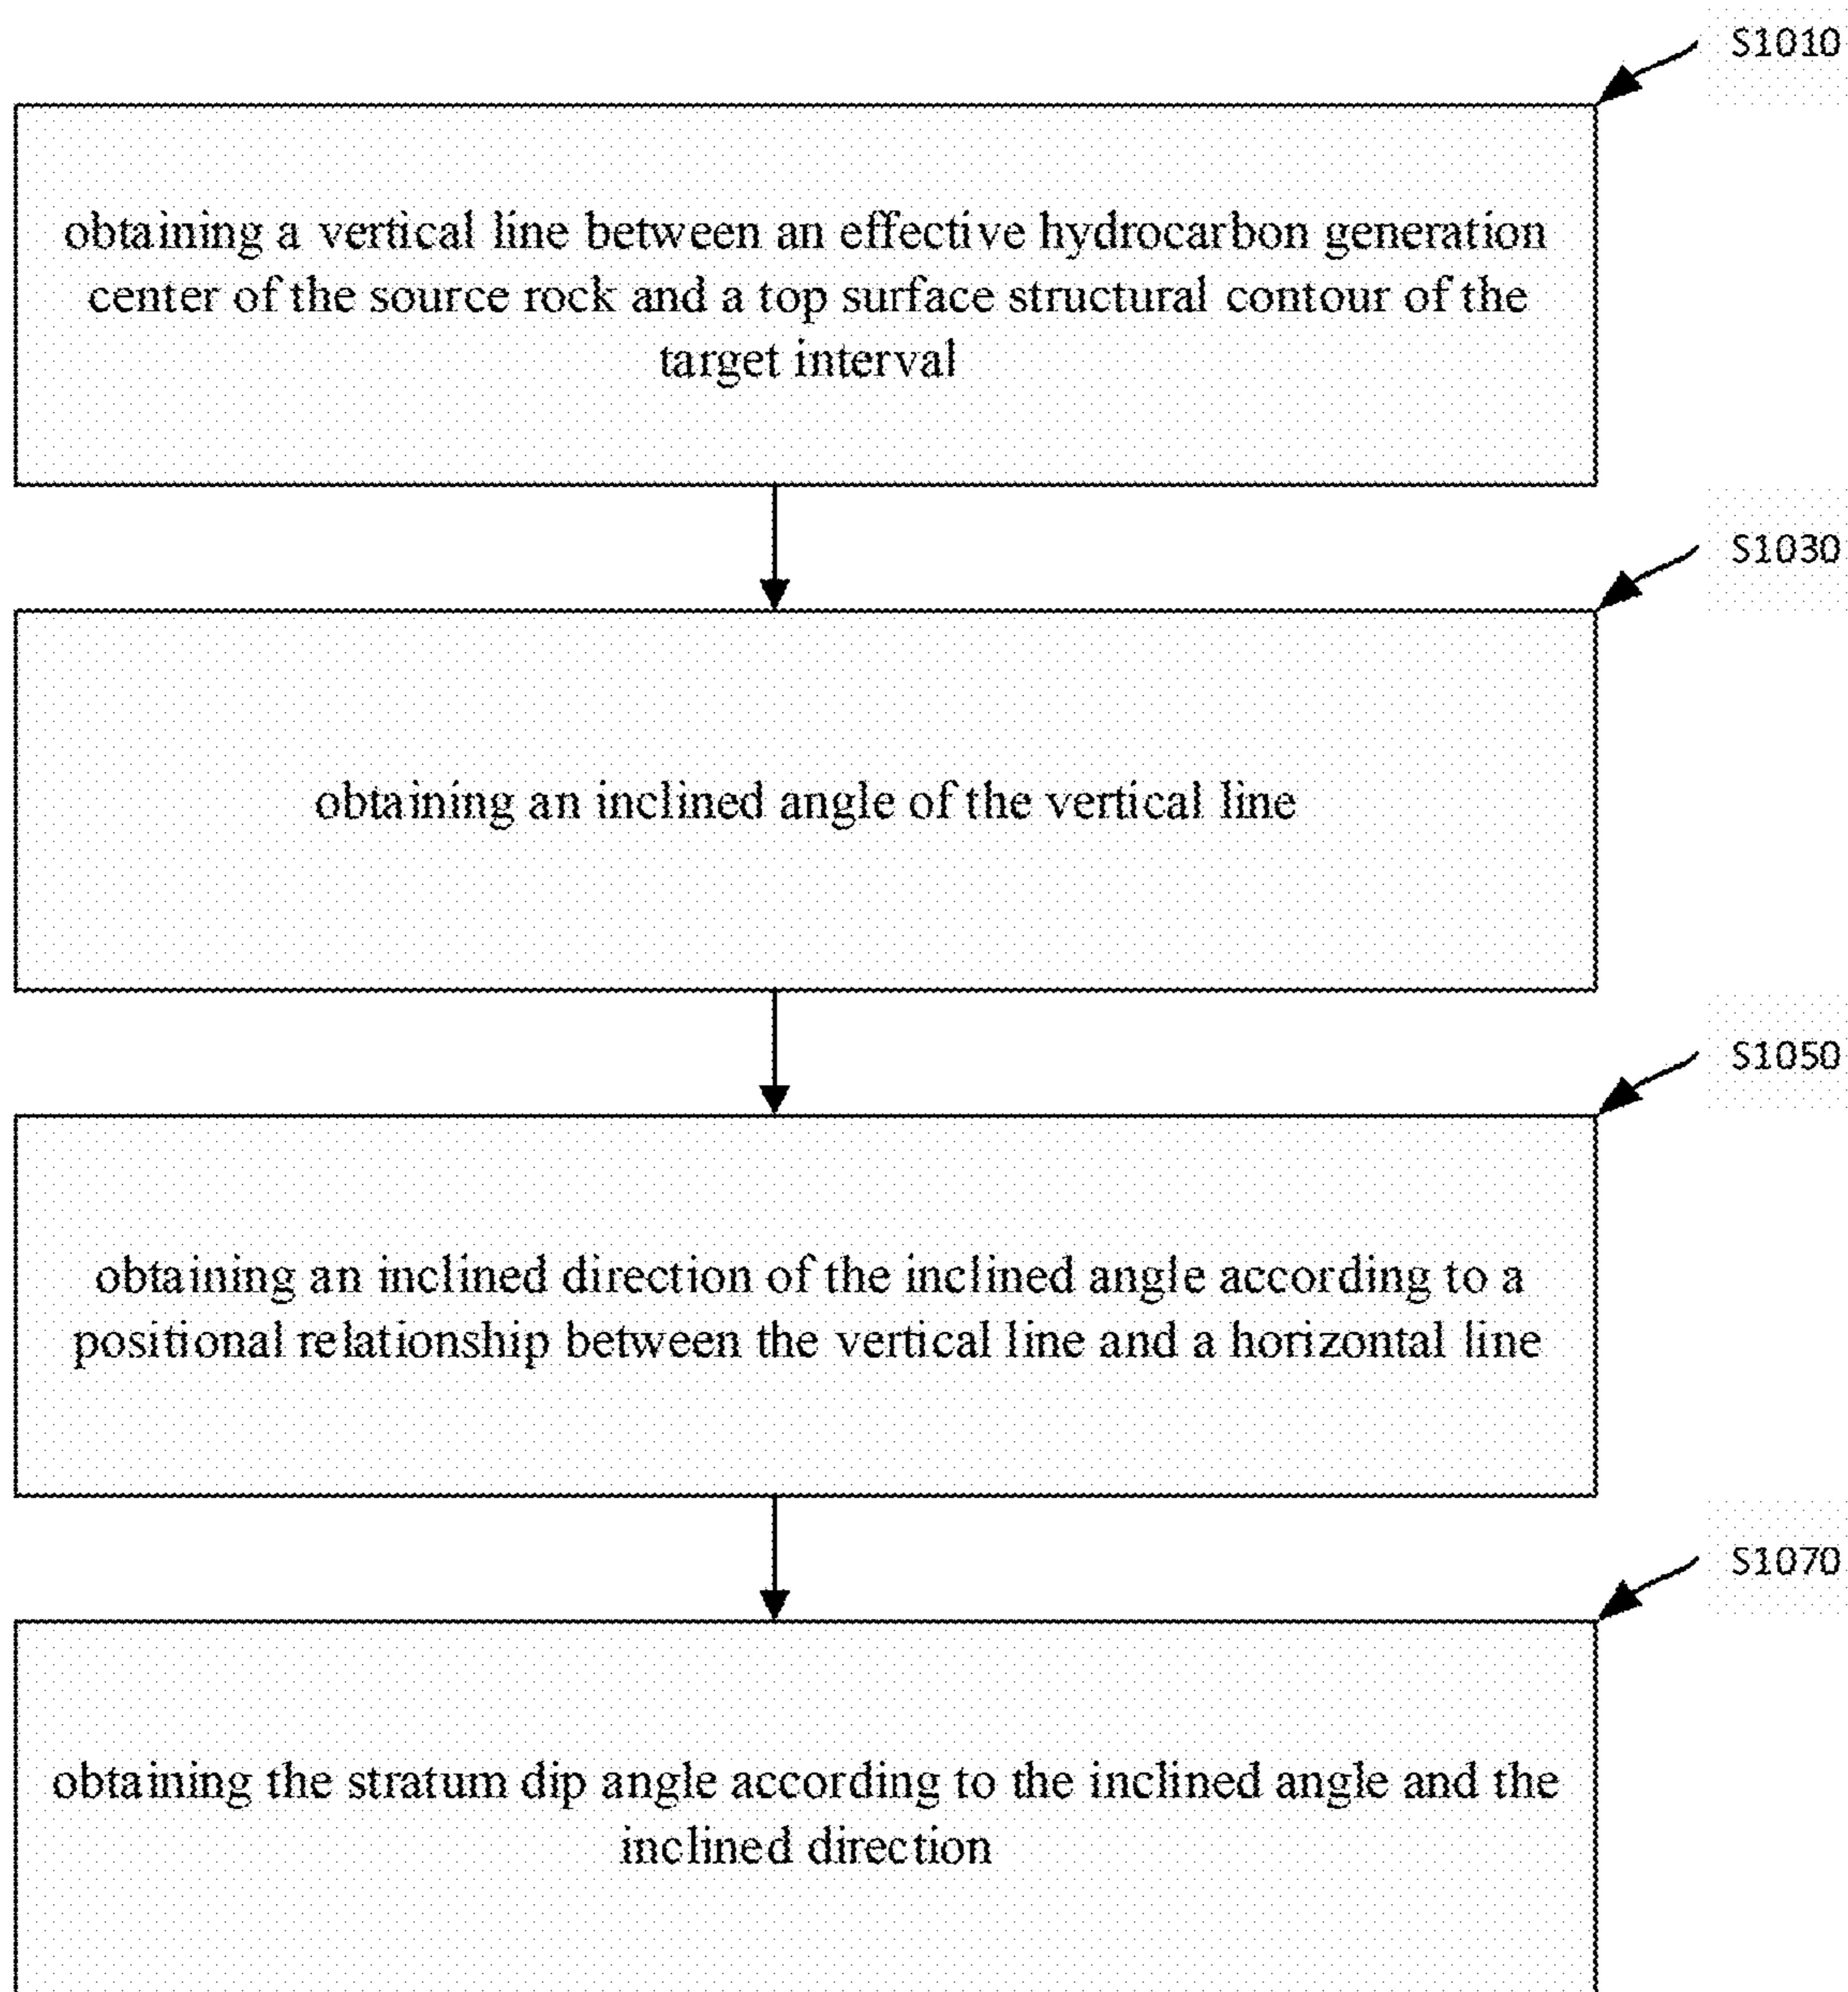 S1010
obtaining a vertical line between an effective hydrocarbon generation
center of the source rock and a top surface structural contour of the
target interval
S1030
obtaining an inclined angle of the vertical line
S1050
obtaining an inclined direction of the inclined angle according to a
positional relationship between the vertical line and a horizontal line
S1070
obtaining the stratum dip angle according to the inclined angle and the
inclined direction